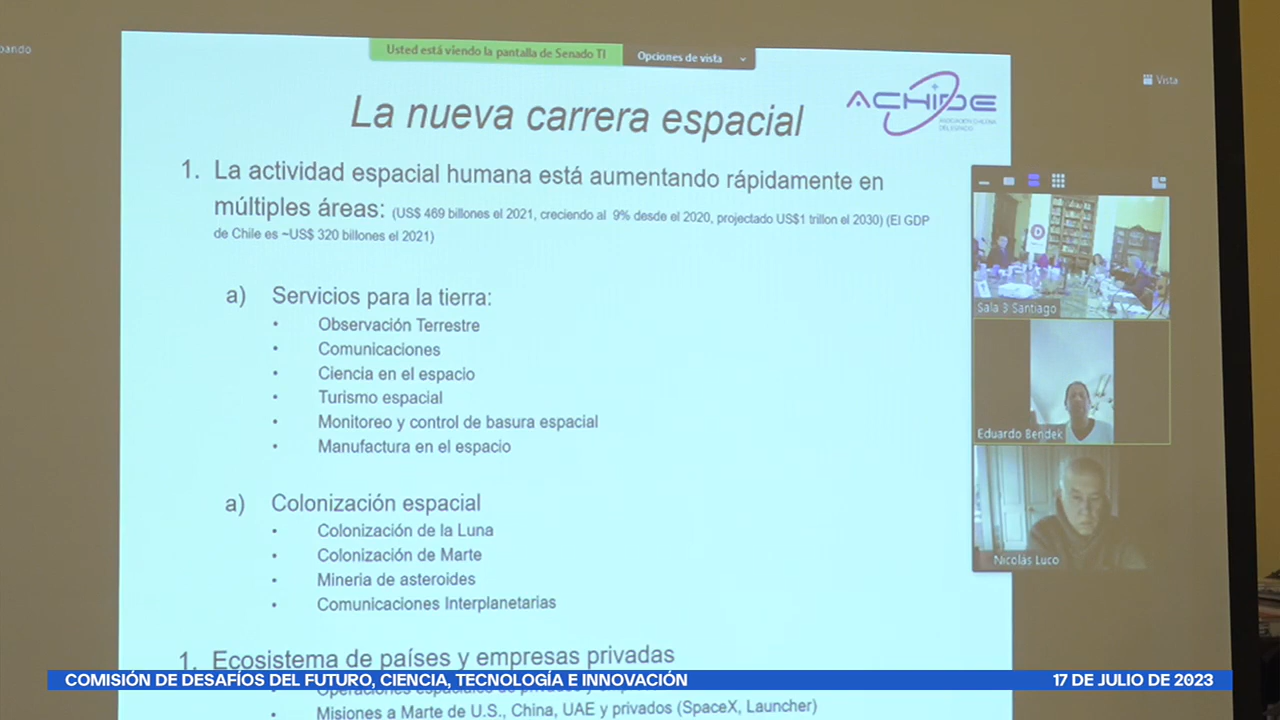 Usted está viendo la pantalla de Senado TI
Opciones de vista
Vista
La nueva carrera espacial
ACHIDE
ASOCIACIÓN CHILENA
DEL ESPACIO
1. La actividad espacial humana está aumentando rápidamente en
múltiples áreas: (US$ 469 billones el 2021, creciendo al 9% desde el 2020, projectado US$1 trillon el 2030) (El GDP
de Chile es ~US$ 320 billones el 2021)
a) Servicios para la tierra:
• Observación Terrestre
• Comunicaciones
• Ciencia en el espacio
• Turismo espacial
• Monitoreo y control de basura espacial
• Manufactura en el espacio
a) Colonización espacial
• Colonización de la Luna
• Colonización de Marte
• Mineria de asteroides
• Comunicaciones Interplanetarias
1. Ecosistema de países y empresas privadas
• Misiones a Marte de U.S., China, UAE y privados (SpaceX, Launcher)
Sala 3 Santiago
Eduardo Bendek
Nicolás Luco
COMISIÓN DE DESAFÍOS DEL FUTURO, CIENCIA, TECNOLOGÍA E INNOVACIÓN
17 DE JULIO DE 2023